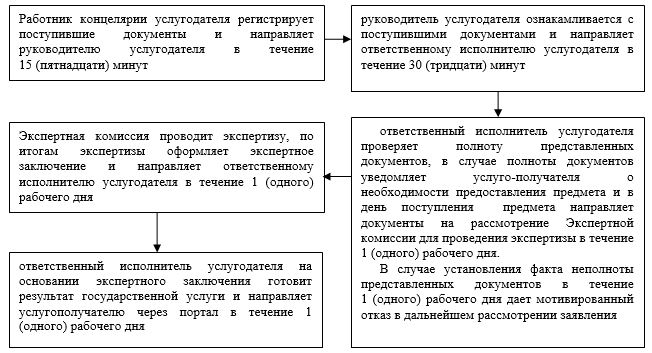 Работник концелярии услугодателя регистрирует
поступившие документы и направляет
руководителю услугодателя в течение
15 (пятнадцати) минут
руководитель услугодателя ознакамливается с
поступившими документами и направляет
ответственному исполнителю услугодателя в
течение 30 (тридцати) минут
ответственный исполнитель услугодателя
проверяет полноту представленных
документов, в случае полноты документов
уведомляет услуго-получателя о
необходимости предоставления предмета и в
день поступления предмета направляет
документы на рассмотрение Экспертной
комиссии для проведения экспертизы в течение
1 (одного) рабочего дня.
В случае установления факта неполноты
представленных документов в течение
1 (одного) рабочего дня дает мотивированный
отказ в дальнейшем рассмотрении заявления
Экспертная комиссия проводит экспертизу, по
итогам экспертизы оформляет экспертное
заключение и направляет ответственному
исполнителю услугодателя в течение 1 (одного)
рабочего дня
ответственный исполнитель услугодателя на
основании экспертного заключения готовит
результат государственной услуги и направляет
услугополучателю через портал в течение 1
(одного) рабочего дня